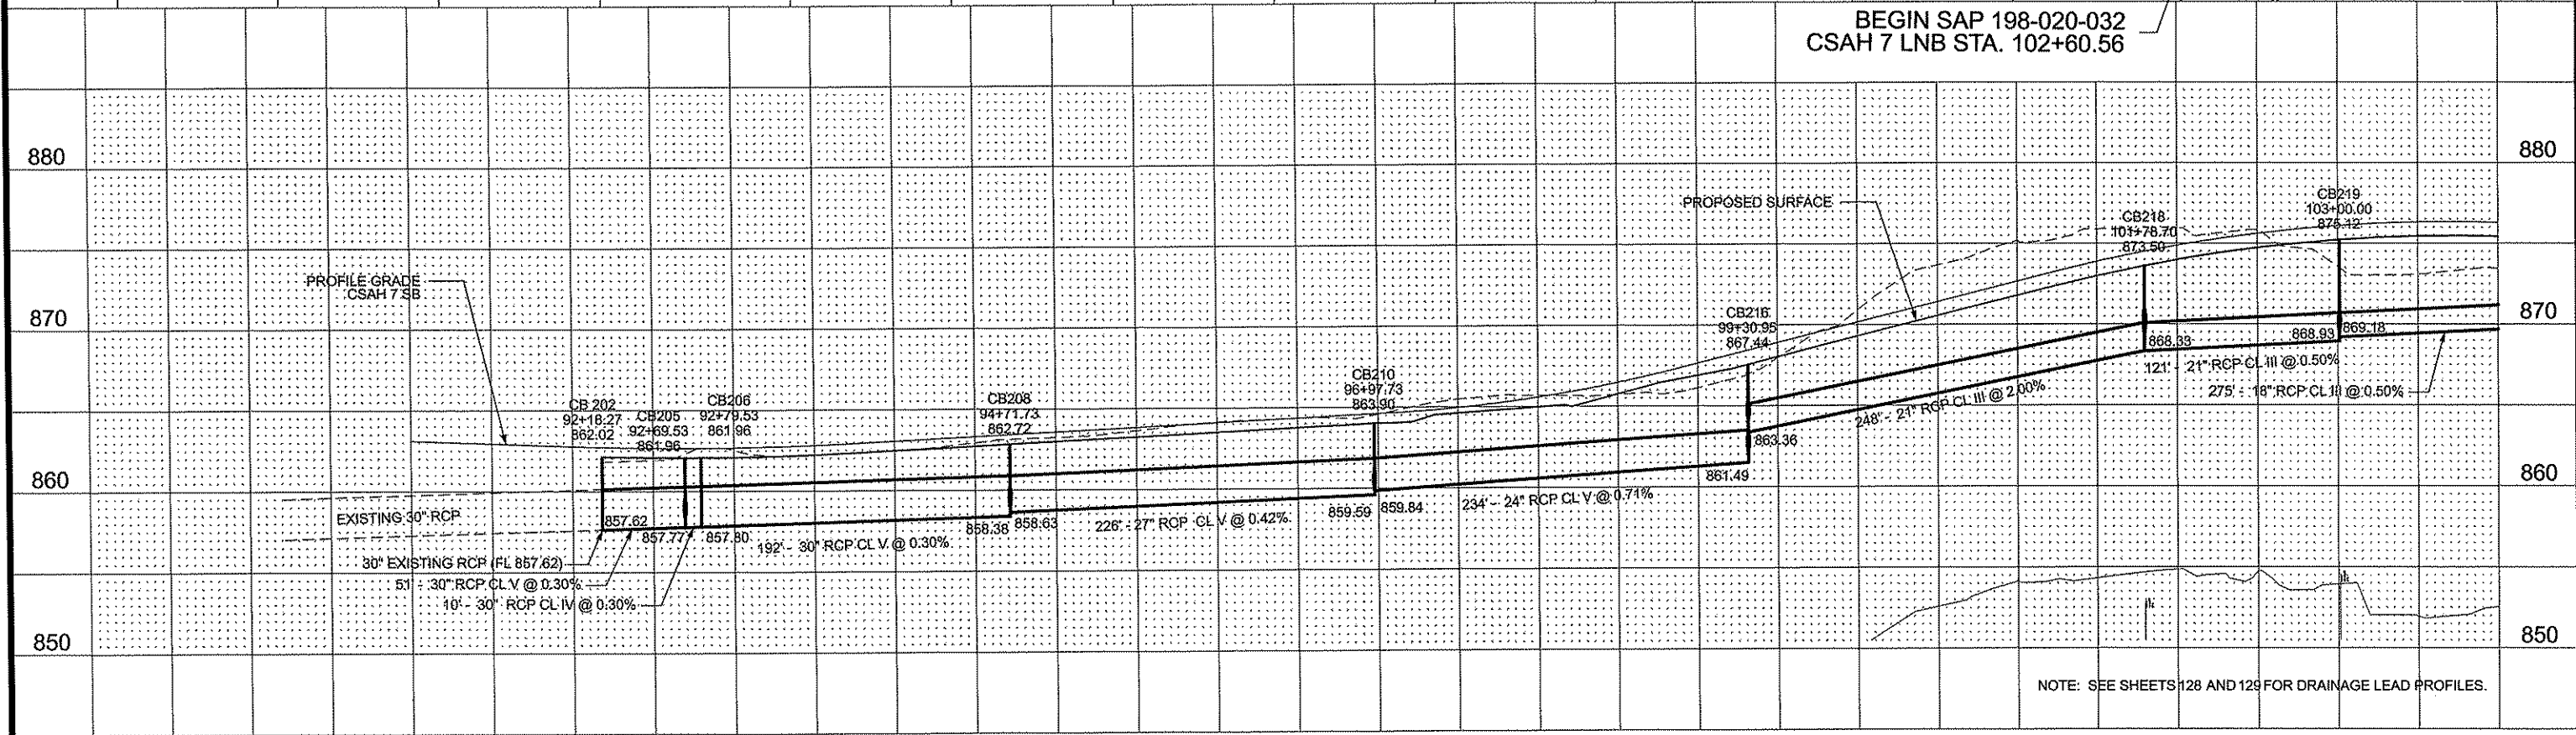 BEGIN SAP 198-020-032
CSAH 7 LNB STA. 102+60.56
880
880
870
870
860
860
850
850
PROFILE GRADE
CSAH 7 SB
PROPOSED SURFACE
CB 202
92+18.27
862.02
CB205
92+69.53
861.96
CB206
92+79.53
861.96
CB208
94+71.73
862.72
CB210
96+97.73
863.90
CB216
99+30.95
867.44
CB218
101+78.70
873.50
CB219
103+00.00
875.12
EXISTING 30" RCP
857.62
857.77
857.80
858.38
858.63
859.59
859.84
861.49
863.36
868.33
868.93
869.18
30" EXISTING RCP (FL 857.62)
51' - 30" RCP CL V @ 0.30%
10' - 30" RCP CL IV @ 0.30%
192' - 30" RCP CL V @ 0.30%
226' - 27" RCP CL V @ 0.42%
234' - 24" RCP CL V @ 0.71%
248' - 21" RCP CL III @ 2.00%
121' - 21" RCP CL III @ 0.50%
275' - 18" RCP CL III @ 0.50%
NOTE: SEE SHEETS 128 AND 129 FOR DRAINAGE LEAD PROFILES.